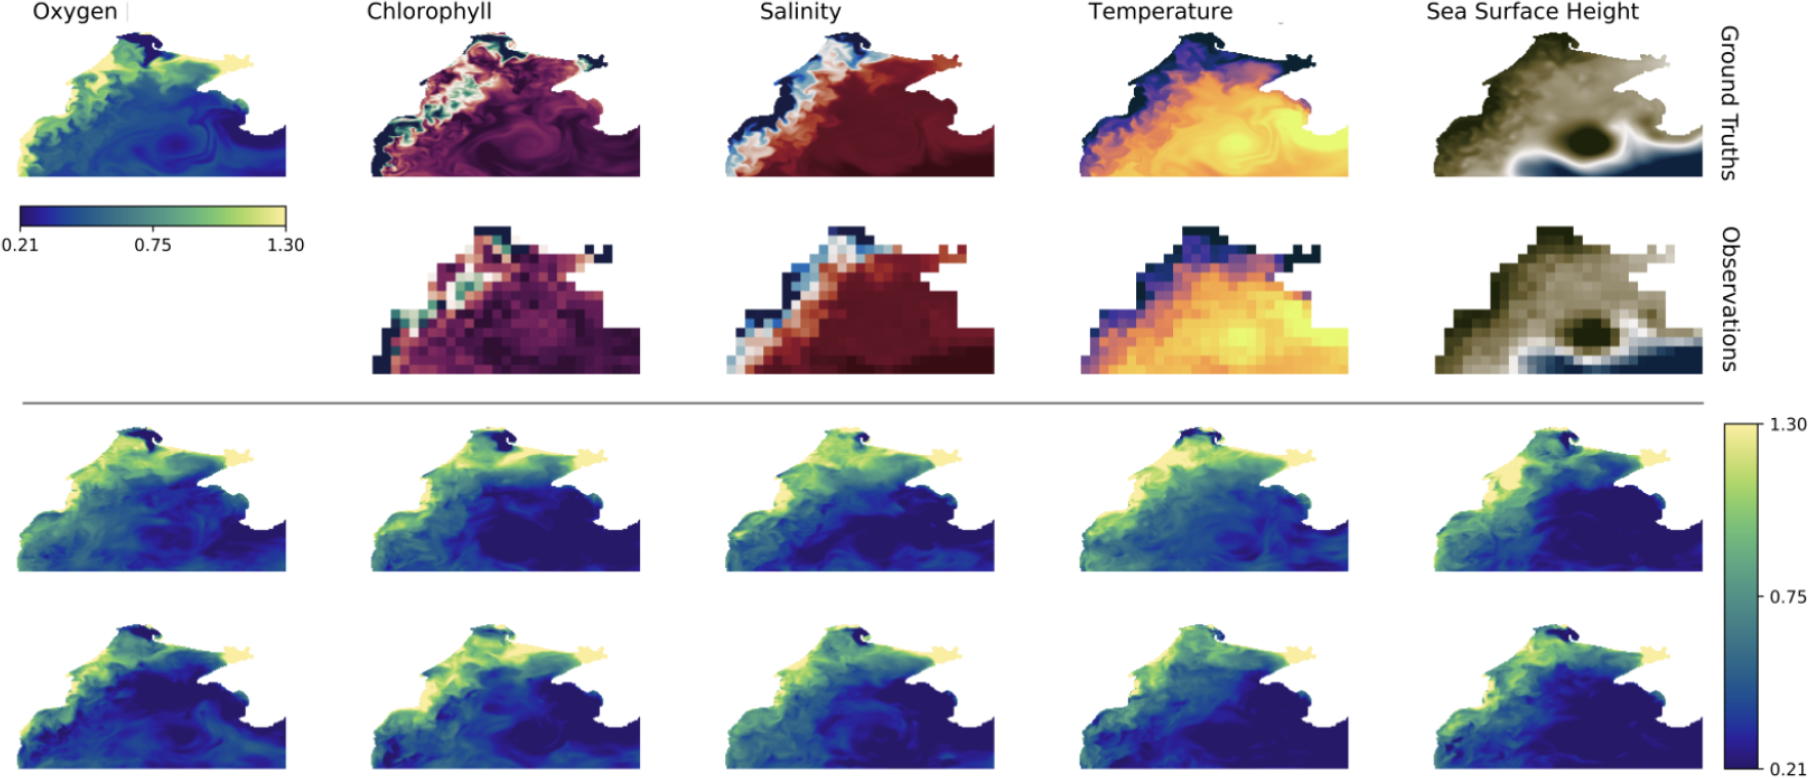 Oxygen
Chlorophyll
Salinity
Temperature
Sea Surface Height
Ground Truths
0.21
0.75
1.30
Observations
1.30
0.75
0.21